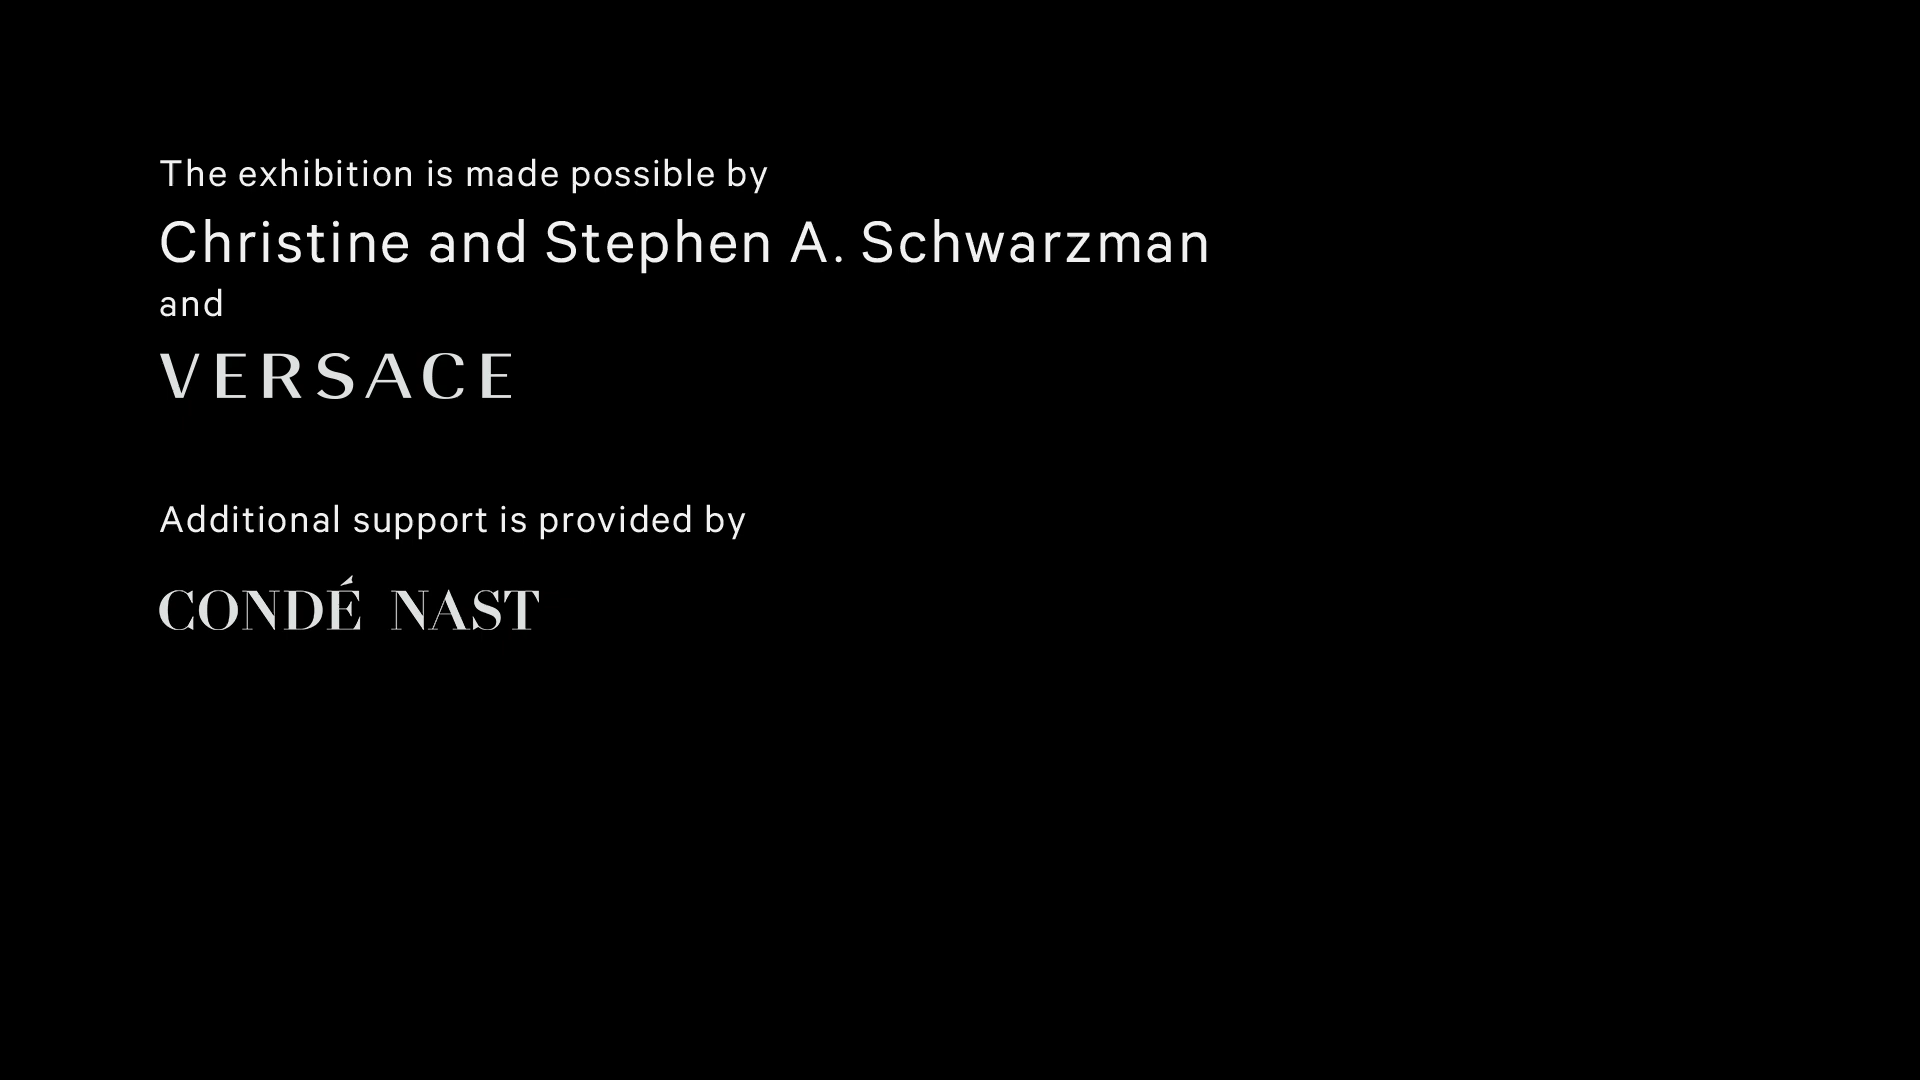 The exhibition is made possible by
Christine and Stephen A. Schwarzman
and
VERSACE
Additional support is provided by
CONDÉ NAST